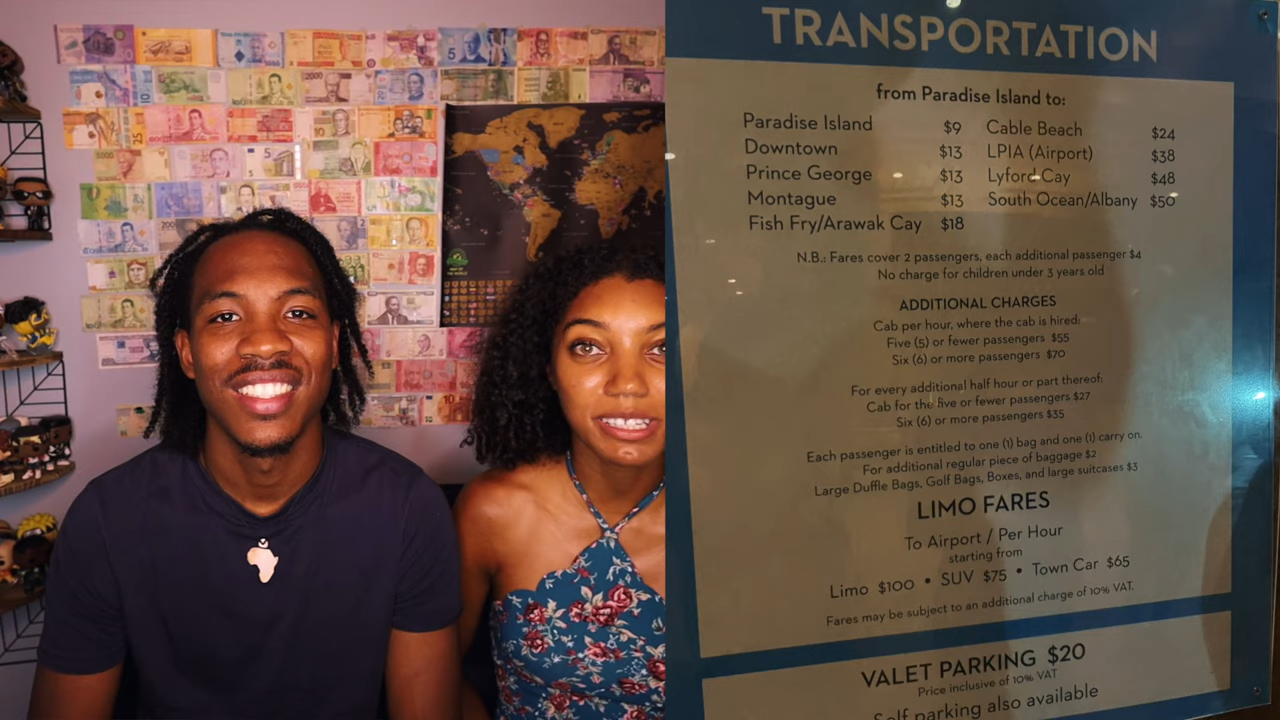 TRANSPORTATION
from Paradise Island to:
Paradise Island $9 Cable Beach $24
Downtown $13 LPIA (Airport) $38
Prince George $13 Lyford Cay $48
Montague $13 South Ocean/Albany $50
Fish Fry/Arawak Cay $18
N.B.: Fares cover 2 passengers, each additional passenger $4
No charge for children under 3 years old
ADDITIONAL CHARGES
Cab per hour, where the cab is hired:
Five (5) or fewer passengers $55
Six (6) or more passengers $70
For every additional half hour or part thereof:
Cab for the five or fewer passengers $27
Six (6) or more passengers $35
Each passenger is entitled to one (1) bag and one (1) carry on.
For additional regular piece of baggage $2
Large Duffle Bags, Golf Bags, Boxes, and large suitcases $3
LIMO FARES
To Airport / Per Hour
starting from
Limo $100 • SUV $75 • Town Car $65
Fares may be subject to an additional charge of 10% VAT.
VALET PARKING $20
Price inclusive of 10% VAT
Self parking also available